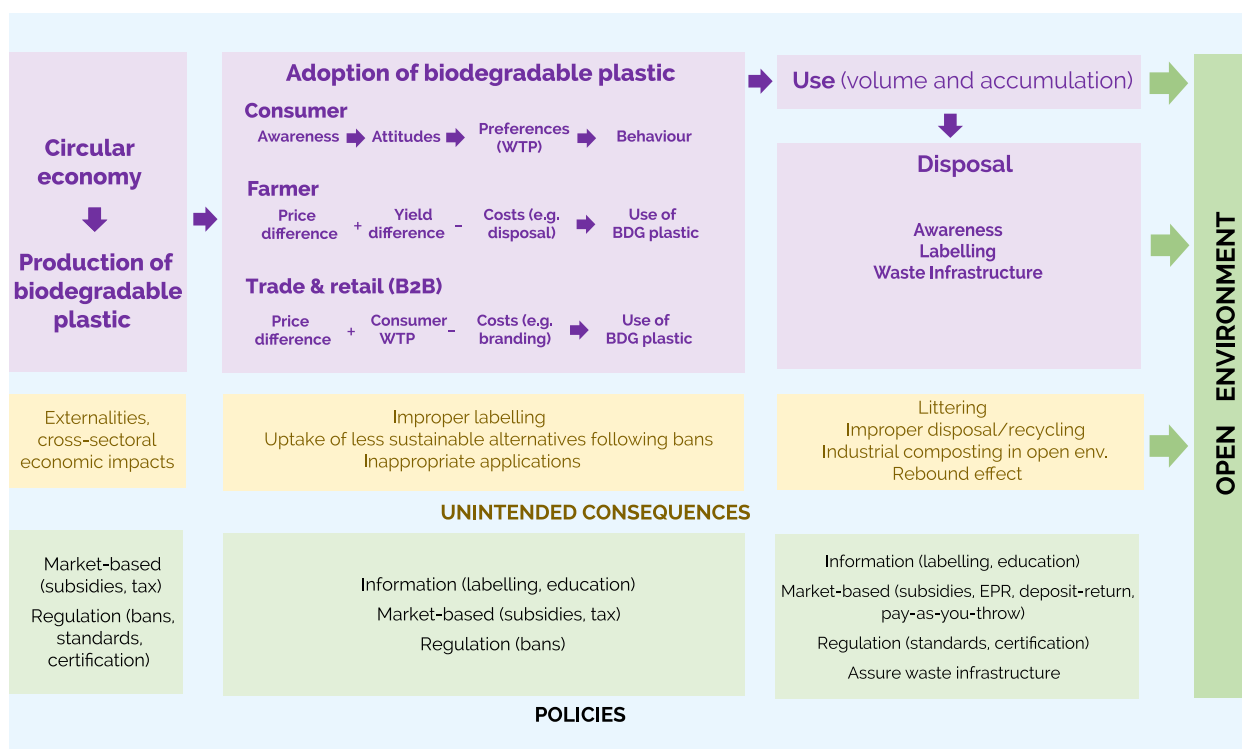 Circular
economy
Production of
biodegradable
plastic
Adoption of biodegradable plastic
Consumer
Awareness Attitudes Preferences
(WTP) Behaviour
Farmer
Price
difference + Yield
difference – Costs (e.g.
disposal) Use of
BDG plastic
Trade & retail (B2B)
Price
difference + Consumer
WTP – Costs (e.g.
branding) Use of
BDG plastic
Use (volume and accumulation)
Disposal
Awareness
Labelling
Waste Infrastructure
OPEN ENVIRONMENT
Externalities,
cross-sectoral
economic impacts
Improper labelling
Uptake of less sustainable alternatives following bans
Inappropriate applications
Littering
Improper disposal/recycling
Industrial composting in open env.
Rebound effect
UNINTENDED CONSEQUENCES
Market-based
(subsidies, tax)
Regulation (bans,
standards,
certification)
Information (labelling, education)
Market-based (subsidies, tax)
Regulation (bans)
Information (labelling, education)
Market-based (subsidies, EPR, deposit-return,
pay-as-you-throw)
Regulation (standards, certification)
Assure waste infrastructure
POLICIES